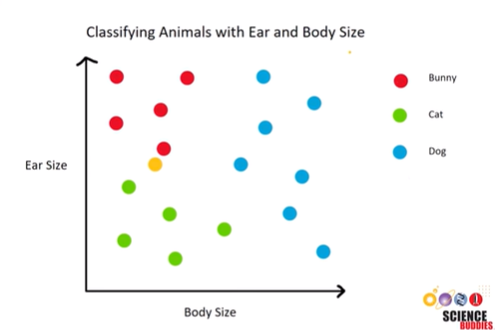 Classifying Animals with Ear and Body Size
Bunny
Cat
Dog
Ear Size
Body Size
SCIENCE
BUDDIES